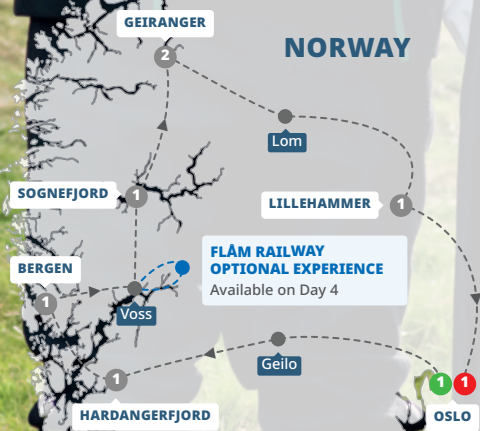 GEIRANGER
2
NORWAY
Lom
SOGNEFJORD
1
LILLEHAMMER
1
FLÅM RAILWAY
OPTIONAL EXPERIENCE
Available on Day 4
BERGEN
1
Voss
Geilo
1
HARDANGERFJORD
1
1
OSLO